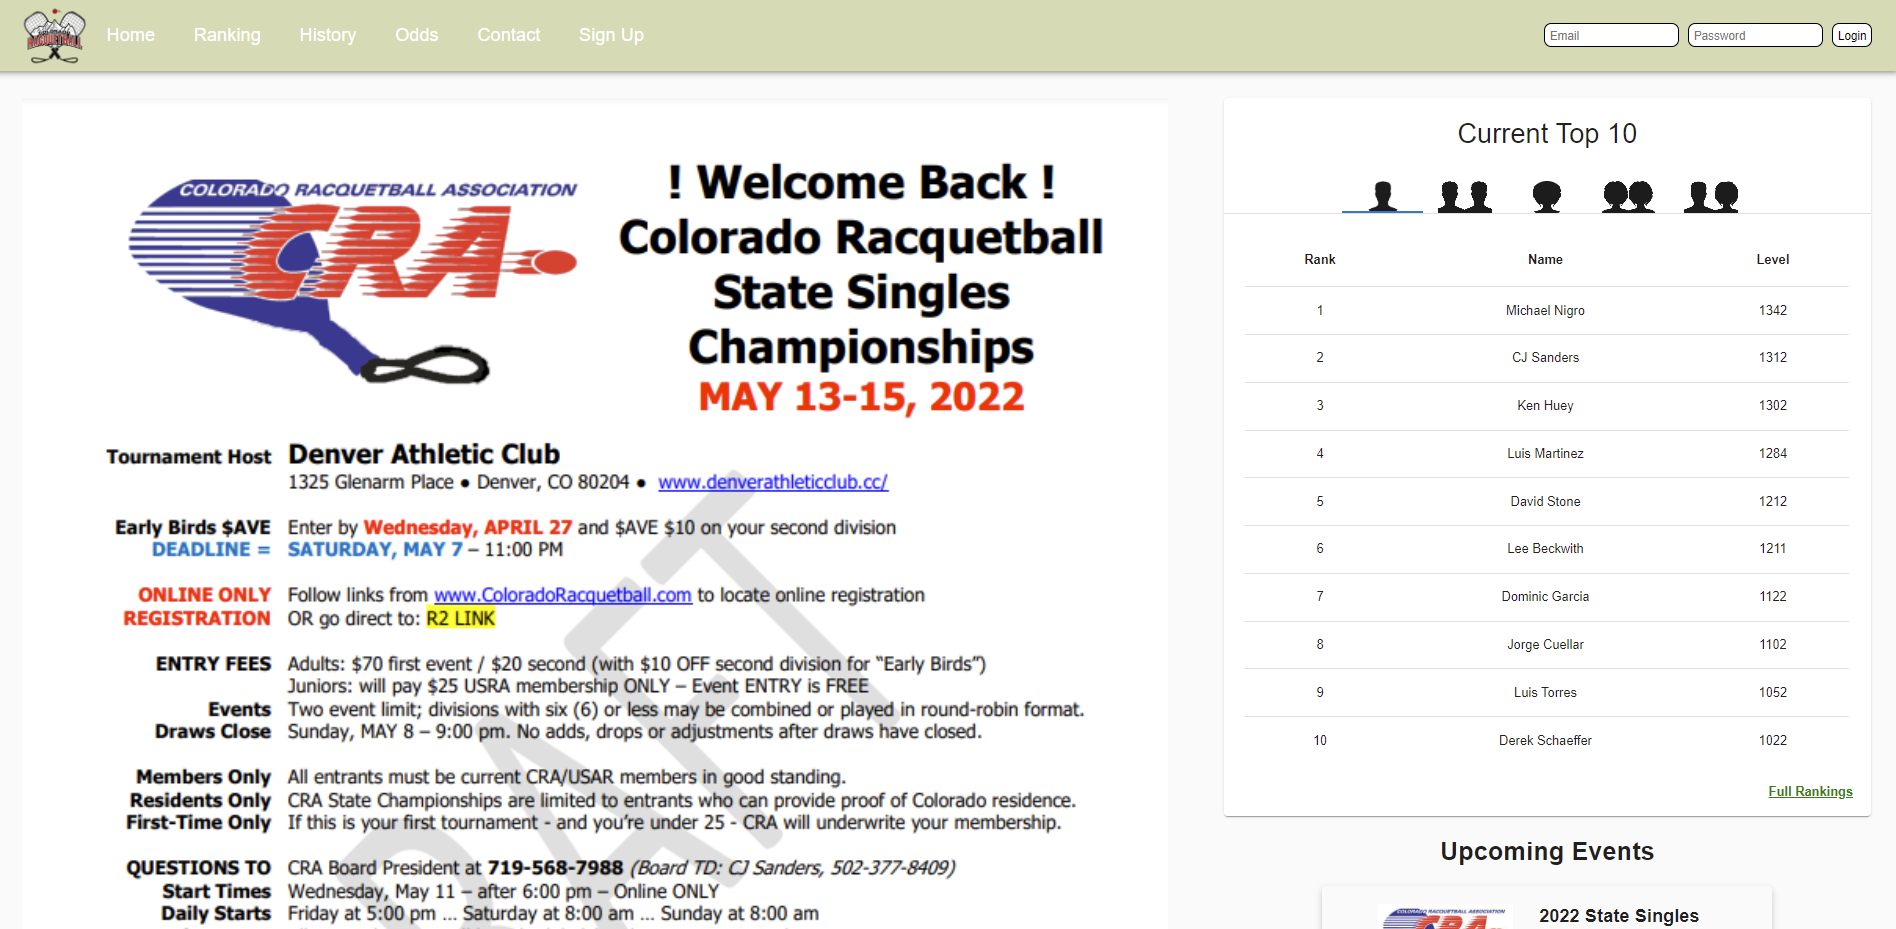 Home Ranking History Odds Contact Sign Up
Email Password Login
COLORADO RACQUETBALL ASSOCIATION
CRA
! Welcome Back !
Colorado Racquetball
State Singles
Championships
MAY 13-15, 2022
Tournament Host Denver Athletic Club
1325 Glenarm Place ● Denver, CO 80204 ● www.denverathleticclub.cc/
Early Birds $AVE Enter by Wednesday, APRIL 27 and $AVE $10 on your second division
DEADLINE = SATURDAY, MAY 7 – 11:00 PM
ONLINE ONLY Follow links from www.ColoradoRacquetball.com to locate online registration
REGISTRATION OR go direct to: R2 LINK
ENTRY FEES Adults: $70 first event / $20 second (with $10 OFF second division for “Early Birds”)
Juniors: will pay $25 USRA membership ONLY – Event ENTRY is FREE
Events Two event limit; divisions with six (6) or less may be combined or played in round-robin format.
Draws Close Sunday, MAY 8 – 9:00 pm. No adds, drops or adjustments after draws have closed.
Members Only All entrants must be current CRA/USAR members in good standing.
Residents Only CRA State Championships are limited to entrants who can provide proof of Colorado residence.
First-Time Only If this is your first tournament - and you’re under 25 - CRA will underwrite your membership.
QUESTIONS TO CRA Board President at 719-568-7988 (Board TD: CJ Sanders, 502-377-8409)
Start Times Wednesday, May 11 – after 6:00 pm – Online ONLY
Daily Starts Friday at 5:00 pm ... Saturday at 8:00 am ... Sunday at 8:00 am
DRAFT
Current Top 10
Rank Name Level
1 Michael Nigro 1342
2 CJ Sanders 1312
3 Ken Huey 1302
4 Luis Martinez 1284
5 David Stone 1212
6 Lee Beckwith 1211
7 Dominic Garcia 1122
8 Jorge Cuellar 1102
9 Luis Torres 1052
10 Derek Schaeffer 1022
Full Rankings
Upcoming Events
COLORADO RACQUETBALL ASSOCIATION
CRA
2022 State Singles